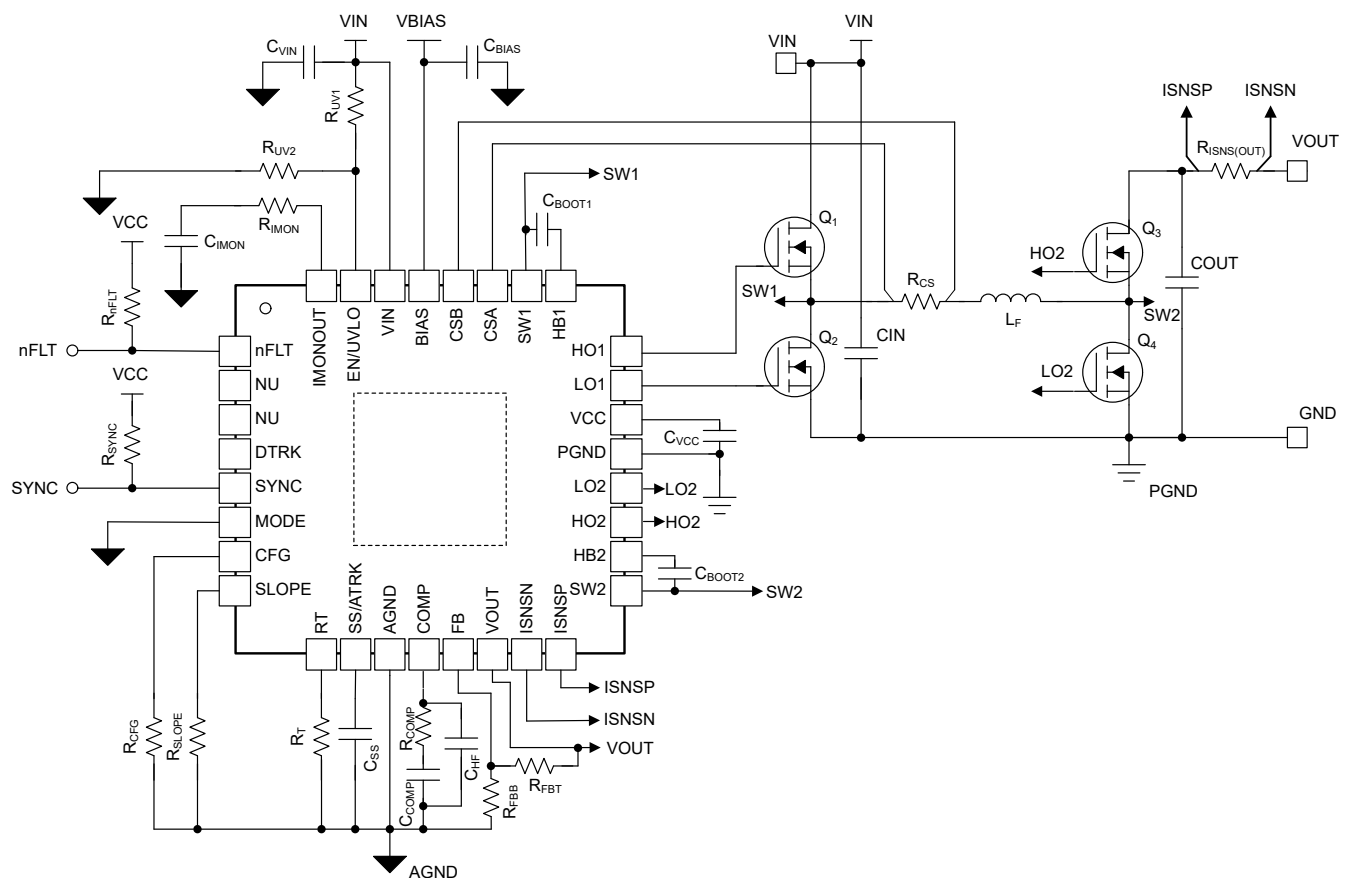 VIN
VBIAS
CVIN
CBIAS
VIN
VIN
RUV1
ISNSP
ISNSN
RISNS(OUT)
VOUT
RUV2
SW1
CBOOT1
VCC
RIMON
CIMON
RnFLT
Q1
Q3
HO2
COUT
RCS
SW1
LF
SW2
Q2
CIN
Q4
LO2
GND
PGND
IMONOUT
EN/UVLO
VIN
BIAS
CSB
CSA
SW1
HB1
nFLT
nFLT
HO1
VCC
NU
LO1
NU
VCC
CVCC
RSYNC
DTRK
PGND
SYNC
SYNC
LO2
LO2
MODE
HO2
HO2
CFG
HB2
CBOOT2
SLOPE
SW2
SW2
RT
SS/ATRK
AGND
COMP
FB
VOUT
ISNSN
ISNSP
ISNSP
ISNSN
VOUT
RCFG
RSLOPE
RT
CSS
RCOMP
CHF
CCOMP
RFBT
RFBB
AGND